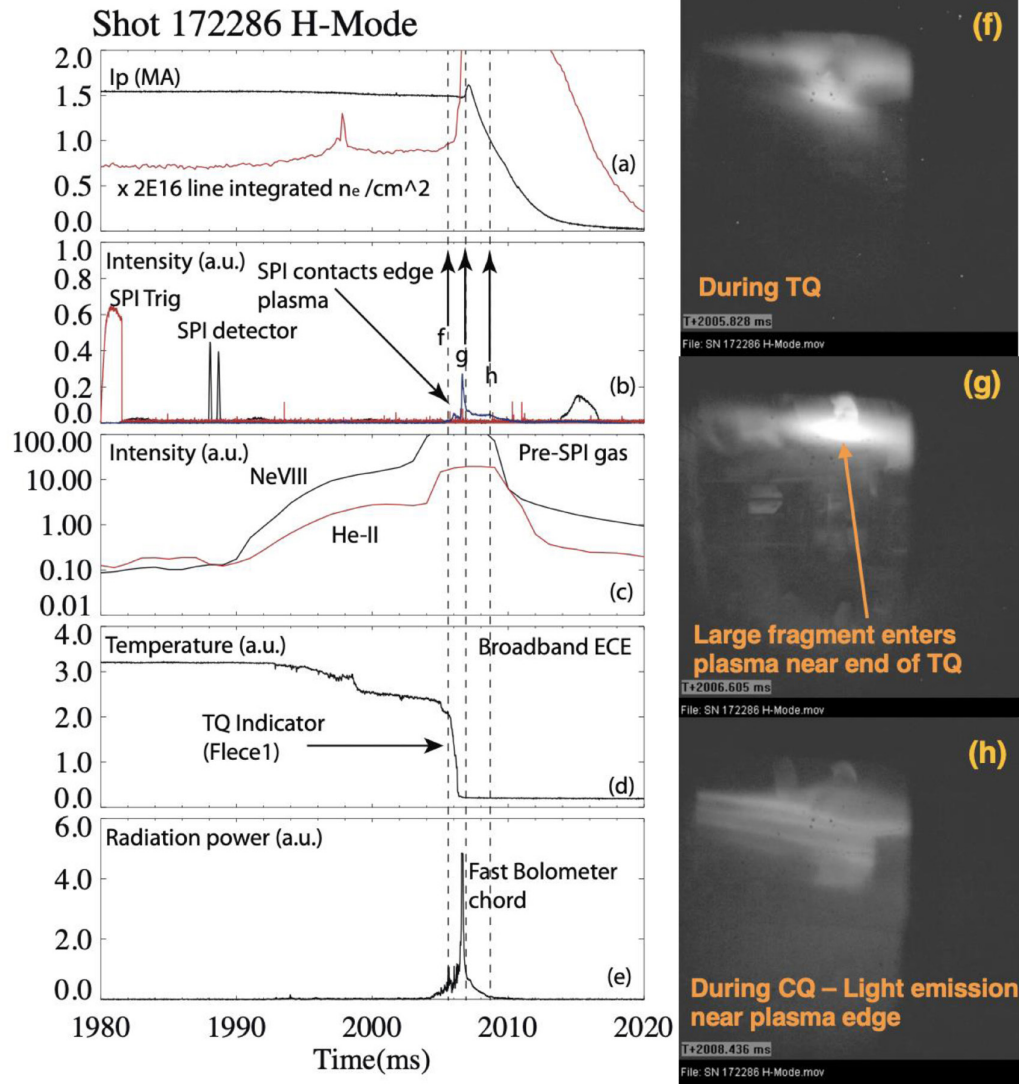 Shot 172286 H-Mode
2.0
1.5
1.0
0.5
0.0
Ip (MA)
x 2E16 line integrated ne /cm^2
(a)
1.0
0.8
0.6
0.4
0.2
0.0
Intensity (a.u.)
SPI Trig
SPI detector
SPI contacts edge
plasma
f
g
h
(b)
100.00
10.00
1.00
0.10
0.01
Intensity (a.u.)
Pre-SPI gas
NeVIII
He-II
(c)
4.0
3.0
2.0
1.0
0.0
Temperature (a.u.)
Broadband ECE
TQ Indicator
(Flece1)
(d)
6.0
4.0
2.0
0.0
Radiation power (a.u.)
Fast Bolometer
chord
(e)
1980
1990
2000
2010
2020
Time(ms)
(f)
During TQ
T+2005.828 ms
File: SN 172286 H-Mode.mov
(g)
Large fragment enters
plasma near end of TQ
T+2006.605 ms
File: SN 172286 H-Mode.mov
(h)
During CQ – Light emission
near plasma edge
T+2008.436 ms
File: SN 172286 H-Mode.mov